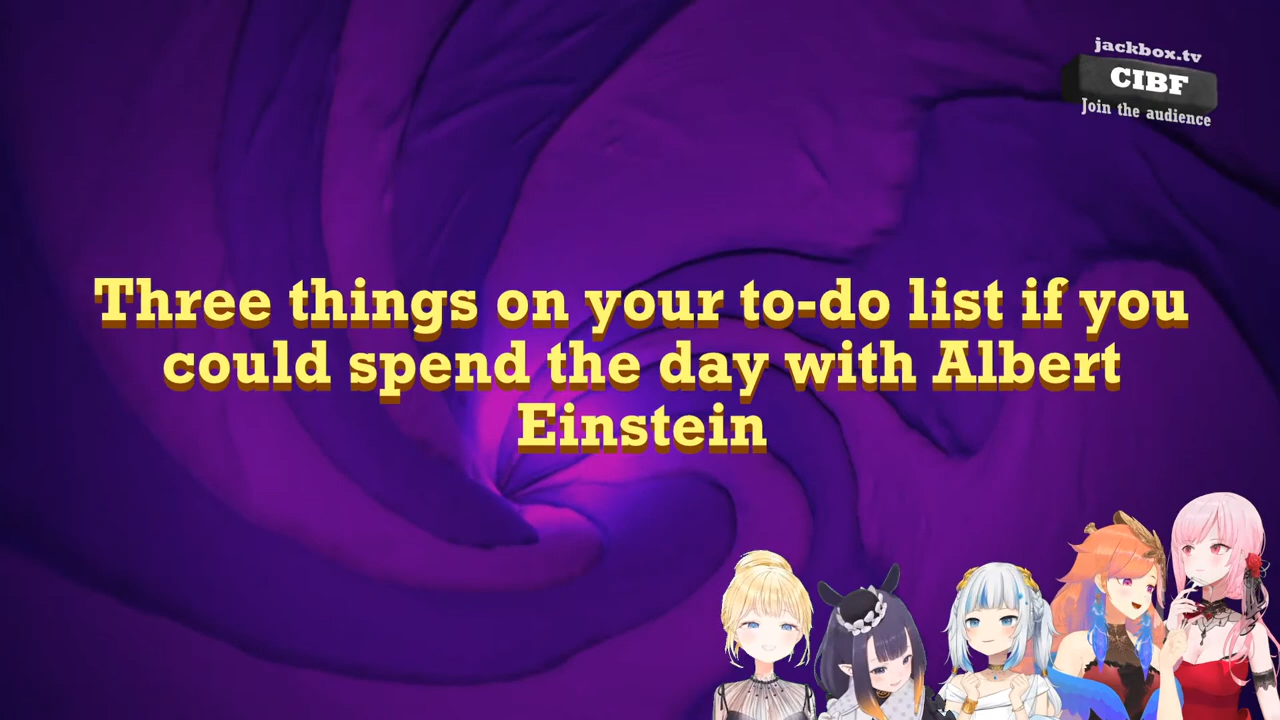 jackbox.tv
CIBF
Join the audience
Three things on your to-do list if you
could spend the day with Albert
Einstein